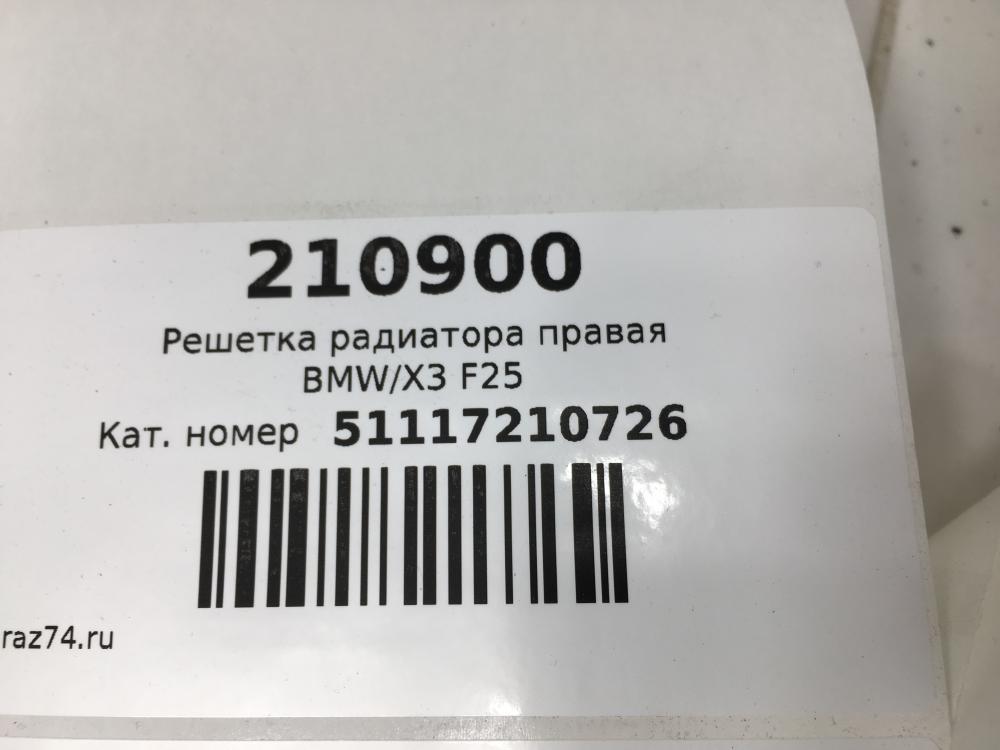 210900
Решетка радиатора правая
BMW/X3 F25
Кат. номер 51117210726
raz74.ru